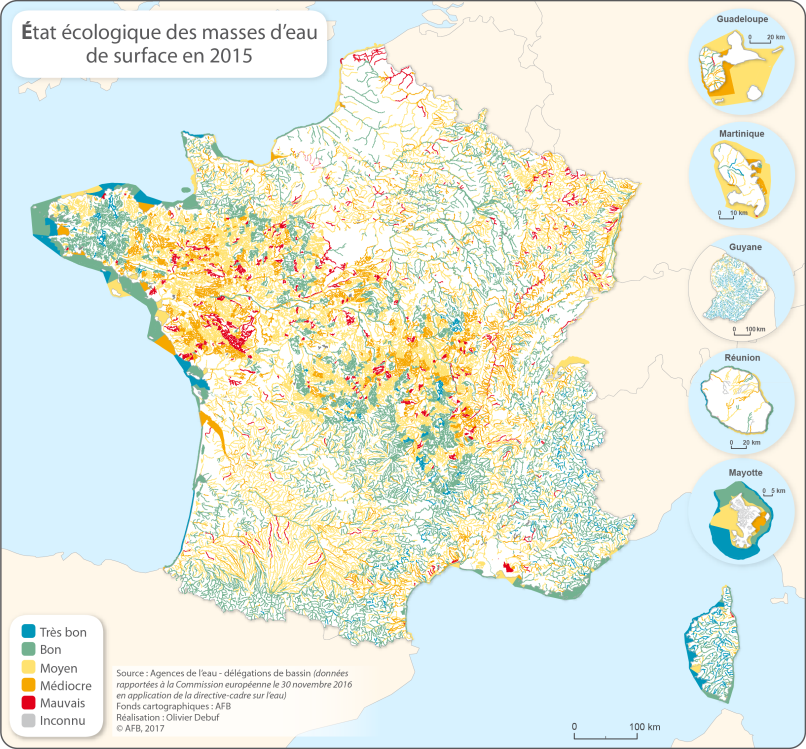 État écologique des masses d'eau
de surface en 2015
Guadeloupe
0 20 km
Martinique
0 10 km
Guyane
0 100 km
Réunion
0 20 km
Mayotte
0 5 km
Très bon
Bon
Moyen
Médiocre
Mauvais
Inconnu
Source : Agences de l'eau - délégations de bassin (données
rapportées à la Commission européenne le 30 novembre 2016
en application de la directive-cadre sur l'eau)
Fonds cartographiques : AFB
Réalisation : Olivier Debuf
© AFB, 2017
0 100 km